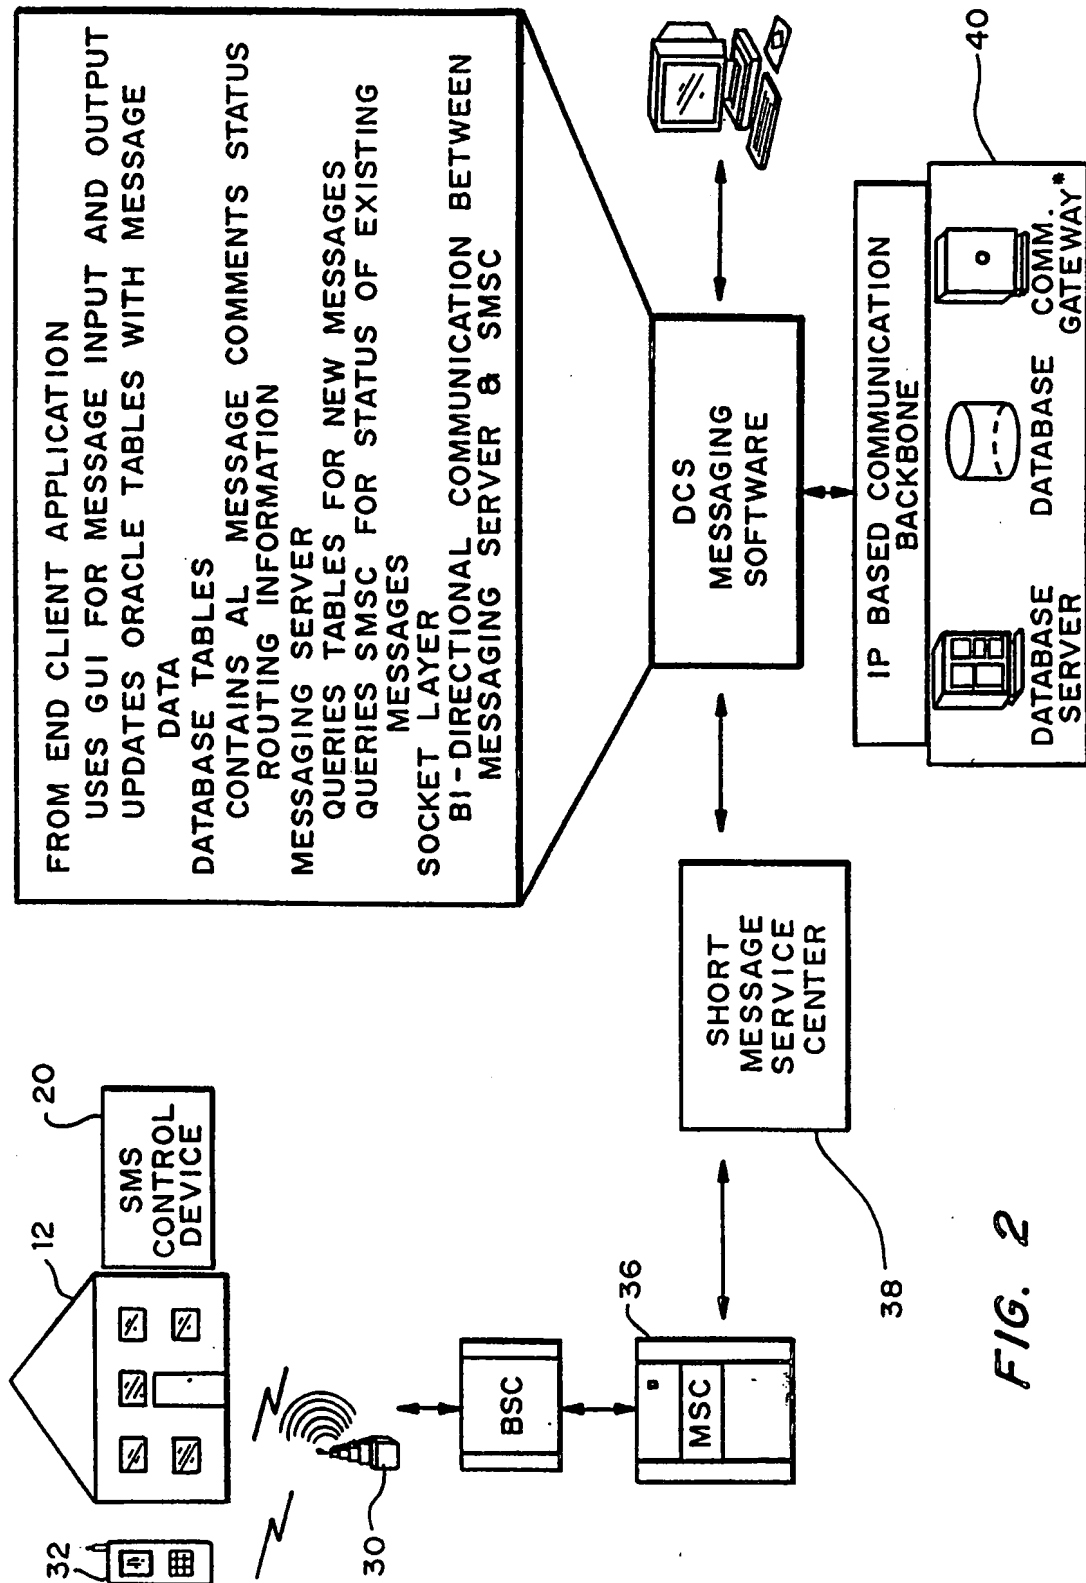 FROM END CLIENT APPLICATION
USES GUI FOR MESSAGE INPUT AND OUTPUT
UPDATES ORACLE TABLES WITH MESSAGE
DATA
DATABASE TABLES
CONTAINS AL MESSAGE COMMENTS STATUS
ROUTING INFORMATION
MESSAGING SERVER
QUERIES TABLES FOR NEW MESSAGES
QUERIES SMSC FOR STATUS OF EXISTING
MESSAGES
SOCKET LAYER
BI-DIRECTIONAL COMMUNICATION BETWEEN
MESSAGING SERVER & SMSC
32
12
20
SMS
CONTROL
DEVICE
30
BSC
36
MSC
SHORT
MESSAGE
SERVICE
CENTER
38
DCS
MESSAGING
SOFTWARE
IP BASED COMMUNICATION
BACKBONE
40
DATABASE
SERVER
DATABASE
COMM.
GATEWAY*
FIG. 2